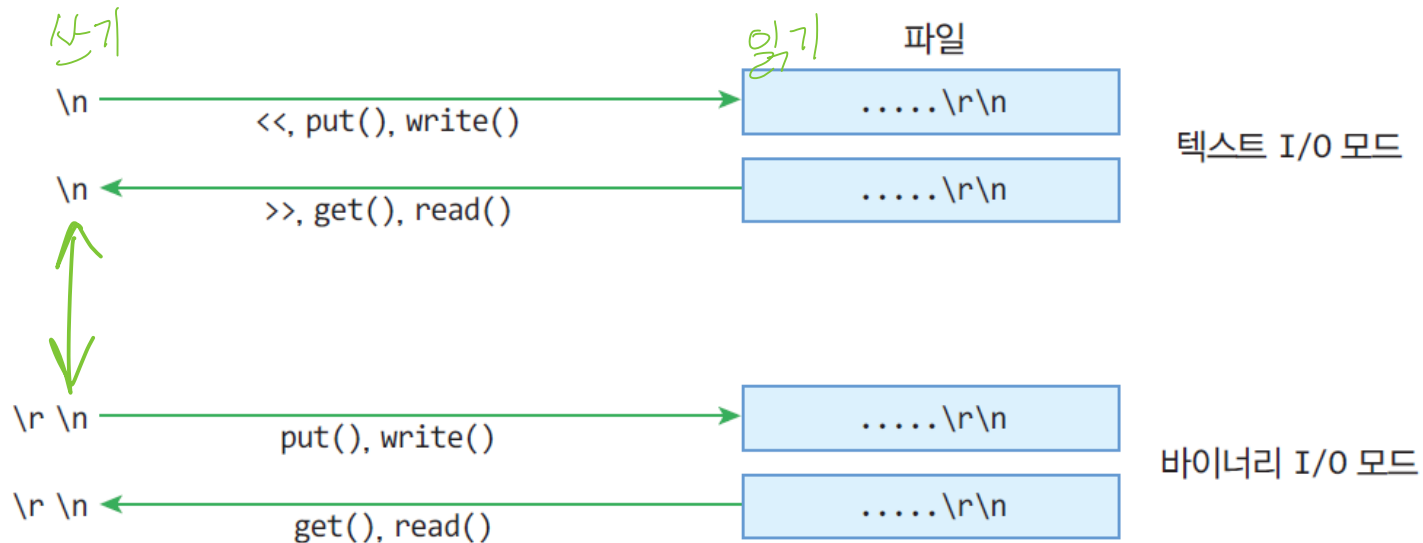 산기
읽기
파일
\n
<<, put(), write()
.....\r\n
텍스트 I/O 모드
\n
>>, get(), read()
.....\r\n
\r \n
put(), write()
.....\r\n
바이너리 I/O 모드
\r \n
get(), read()
.....\r\n